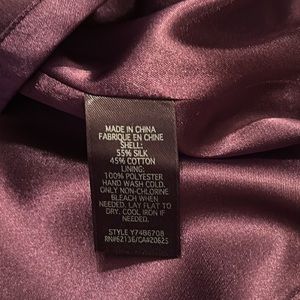 MADE IN CHINA
FABRIQUE EN CHINE
SHELL:
55% SILK
45% COTTON
LINING:
100% POLYESTER
HAND WASH COLD.
ONLY NON-CHLORINE
BLEACH WHEN
NEEDED. LAY FLAT TO
DRY. COOL IRON IF
NEEDED.
STYLE Y7486708
RN#62136/CA#20625